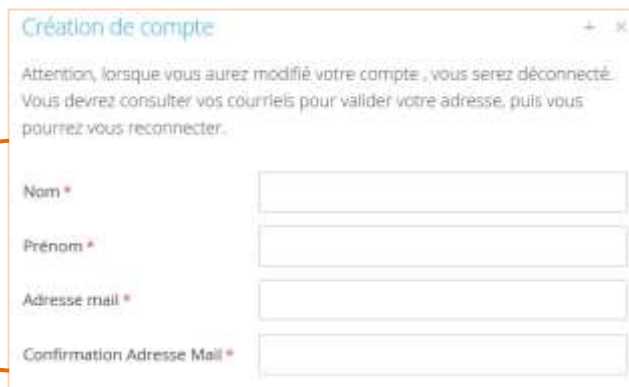 Création de compte
+ ×
Attention, lorsque vous aurez modifié votre compte , vous serez déconnecté.
Vous devrez consulter vos courriels pour valider votre adresse, puis vous
pourrez vous reconnecter.
Nom *
Prénom *
Adresse mail *
Confirmation Adresse Mail *